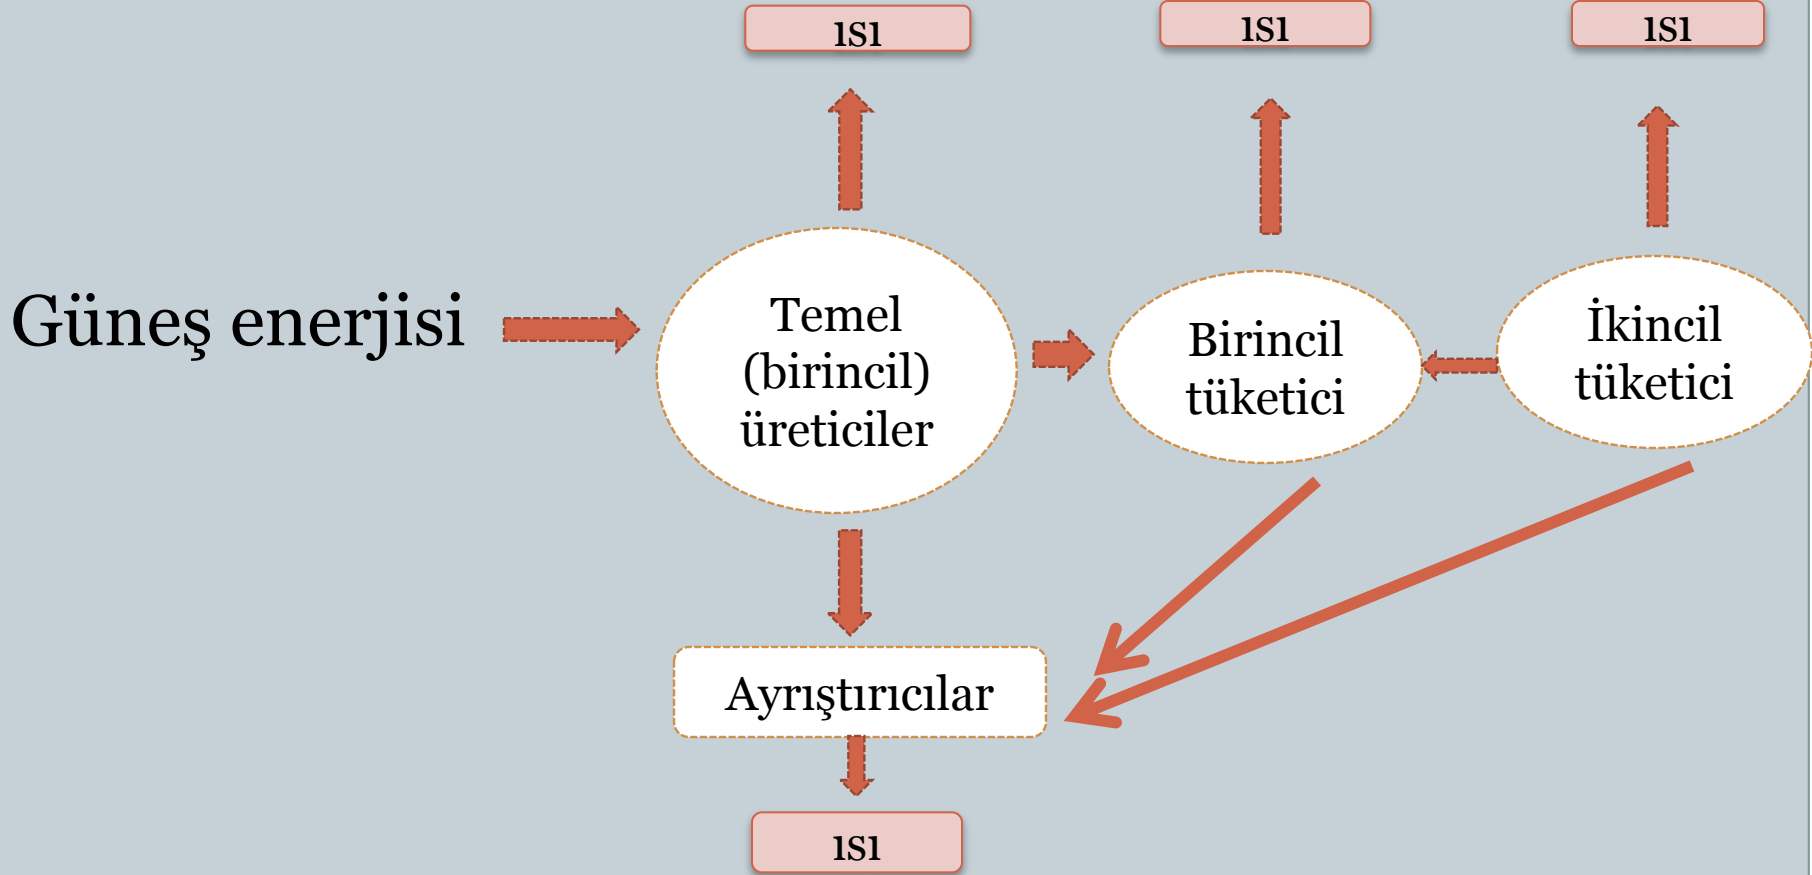 ısı
ısı
ısı
Güneş enerjisi
Temel
(birincil)
üreticiler
Birincil
tüketici
İkincil
tüketici
Ayrıştırıcılar
ısı